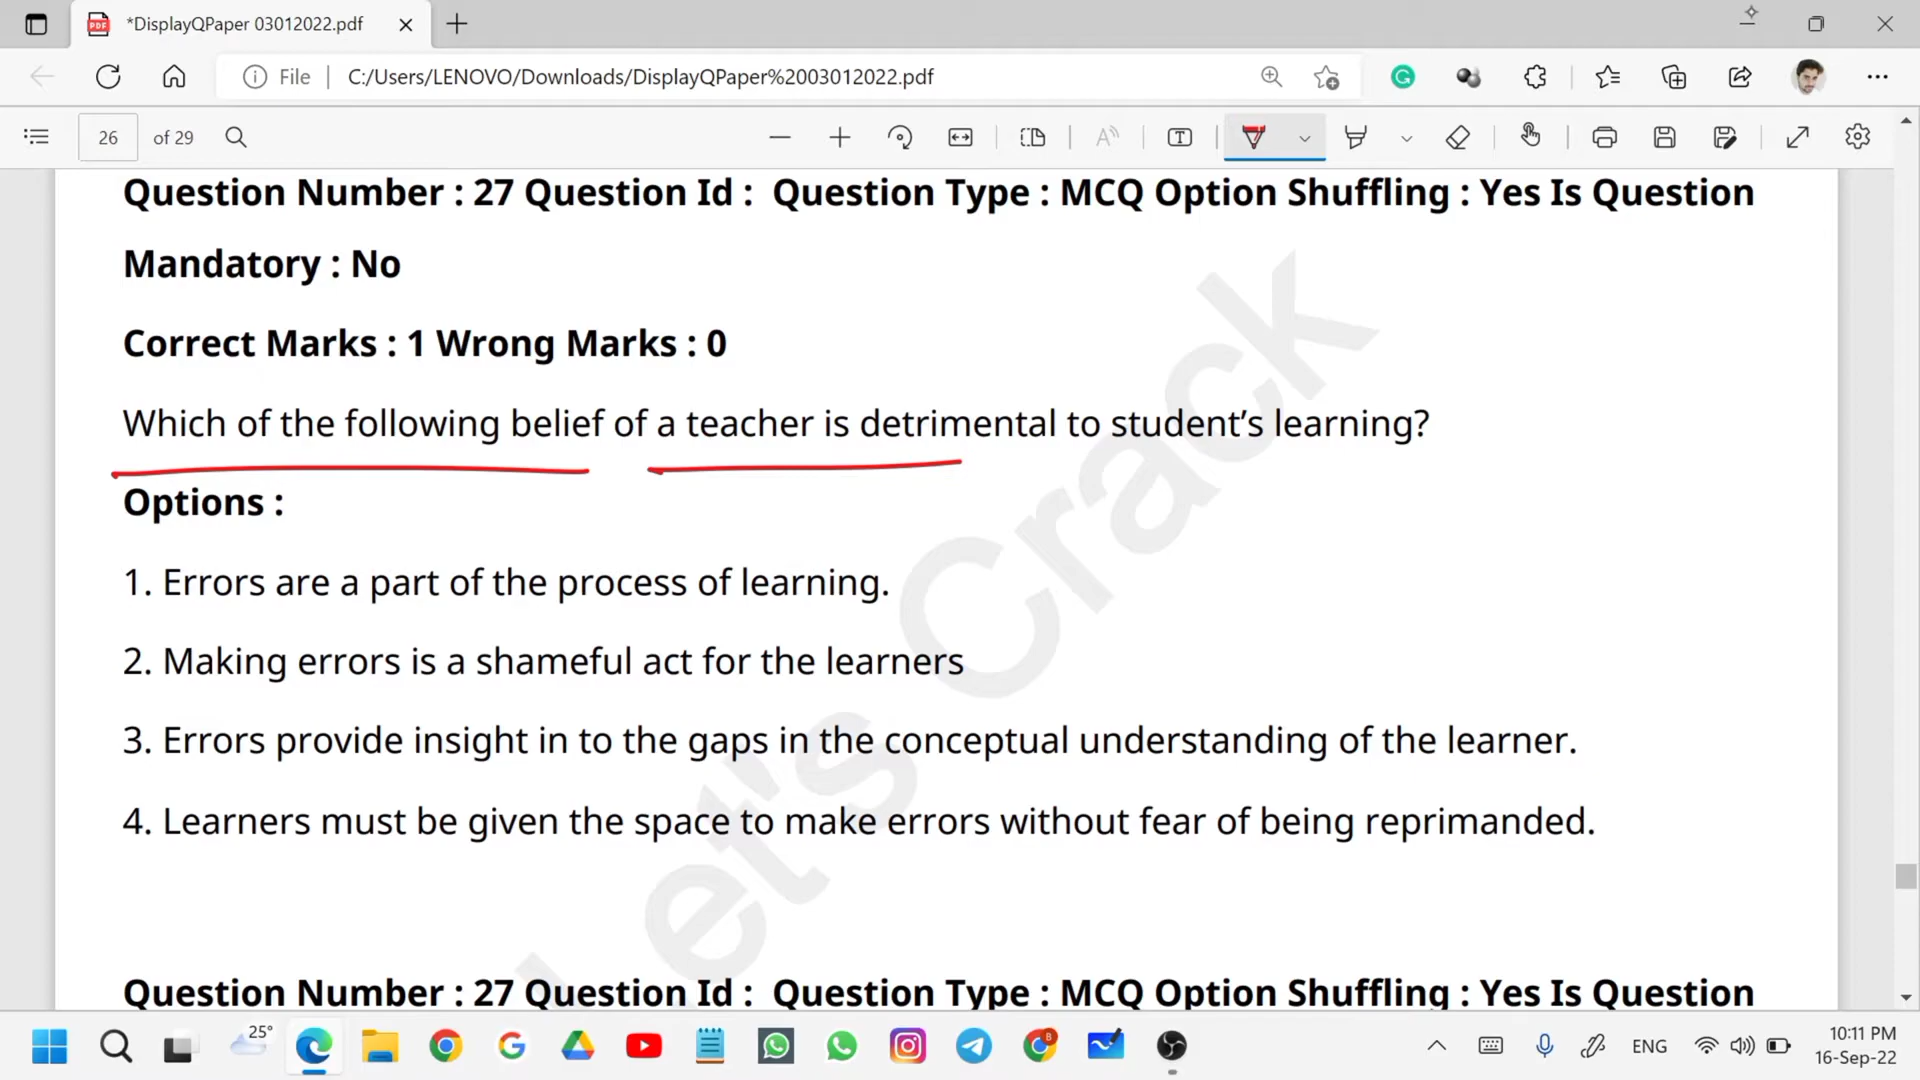 *DisplayQPaper 03012022.pdf
File
C:/Users/LENOVO/Downloads/DisplayQPaper%2003012022.pdf
26 of 29
Question Number : 27 Question Id : Question Type : MCQ Option Shuffling : Yes Is Question
Mandatory : No
Correct Marks : 1 Wrong Marks : 0
Which of the following belief of a teacher is detrimental to student’s learning?
Options :
1. Errors are a part of the process of learning.
2. Making errors is a shameful act for the learners
3. Errors provide insight in to the gaps in the conceptual understanding of the learner.
4. Learners must be given the space to make errors without fear of being reprimanded.
Let's Crack
Question Number : 27 Question Id : Question Type : MCQ Option Shuffling : Yes Is Question
25°
ENG
10:11 PM
16-Sep-22